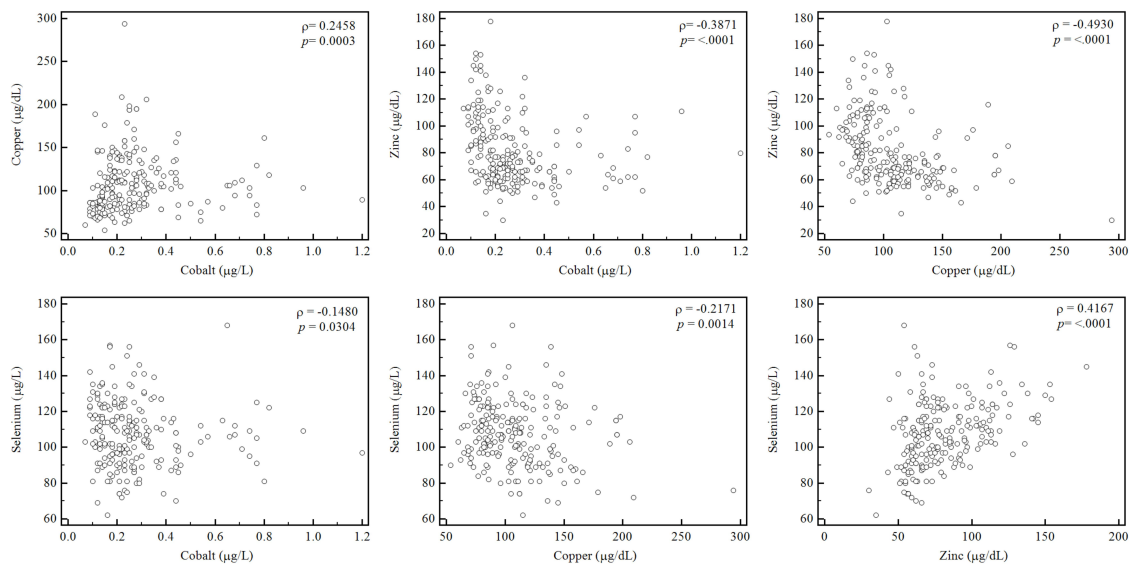 ρ= 0.2458
p= 0.0003
Copper (µg/dL)
300
250
200
150
100
50
0.0 0.2 0.4 0.6 0.8 1.0 1.2
Cobalt (µg/L)
ρ= -0.3871
p= <.0001
Zinc (µg/dL)
180
160
140
120
100
80
60
40
20
0.0 0.2 0.4 0.6 0.8 1.0 1.2
Cobalt (µg/L)
ρ= -0.4930
p= <.0001
Zinc (µg/dL)
180
160
140
120
100
80
60
40
20
50 100 150 200 250 300
Copper (µg/dL)
ρ = -0.1480
p = 0.0304
Selenium (µg/L)
180
160
140
120
100
80
60
0.0 0.2 0.4 0.6 0.8 1.0 1.2
Cobalt (µg/L)
ρ = -0.2171
p = 0.0014
Selenium (µg/L)
180
160
140
120
100
80
60
50 100 150 200 250 300
Copper (µg/dL)
ρ = 0.4167
p= <.0001
Selenium (µg/L)
180
160
140
120
100
80
60
0 50 100 150 200
Zinc (µg/dL)